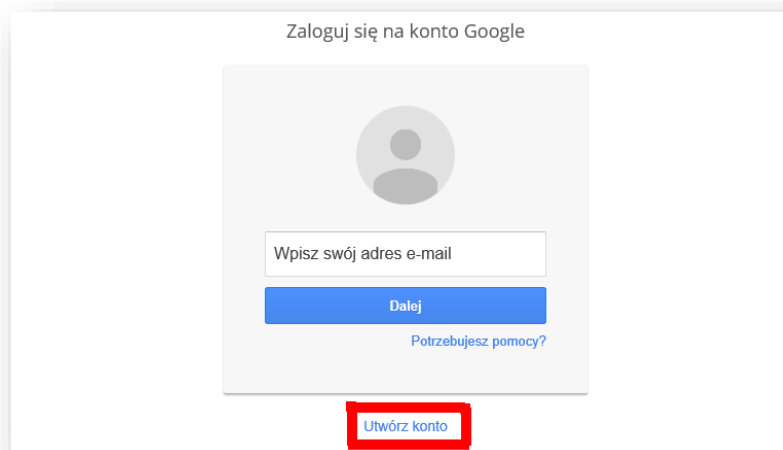 Zaloguj się na konto Google
Wpisz swój adres e-mail
Dalej
Potrzebujesz pomocy?
Utwórz konto